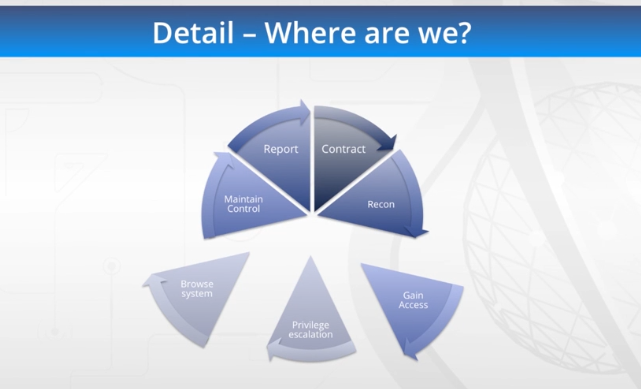 Detail – Where are we?
Report
Contract
Maintain
Control
Recon
Browse
system
Privilege
escalation
Gain
Access